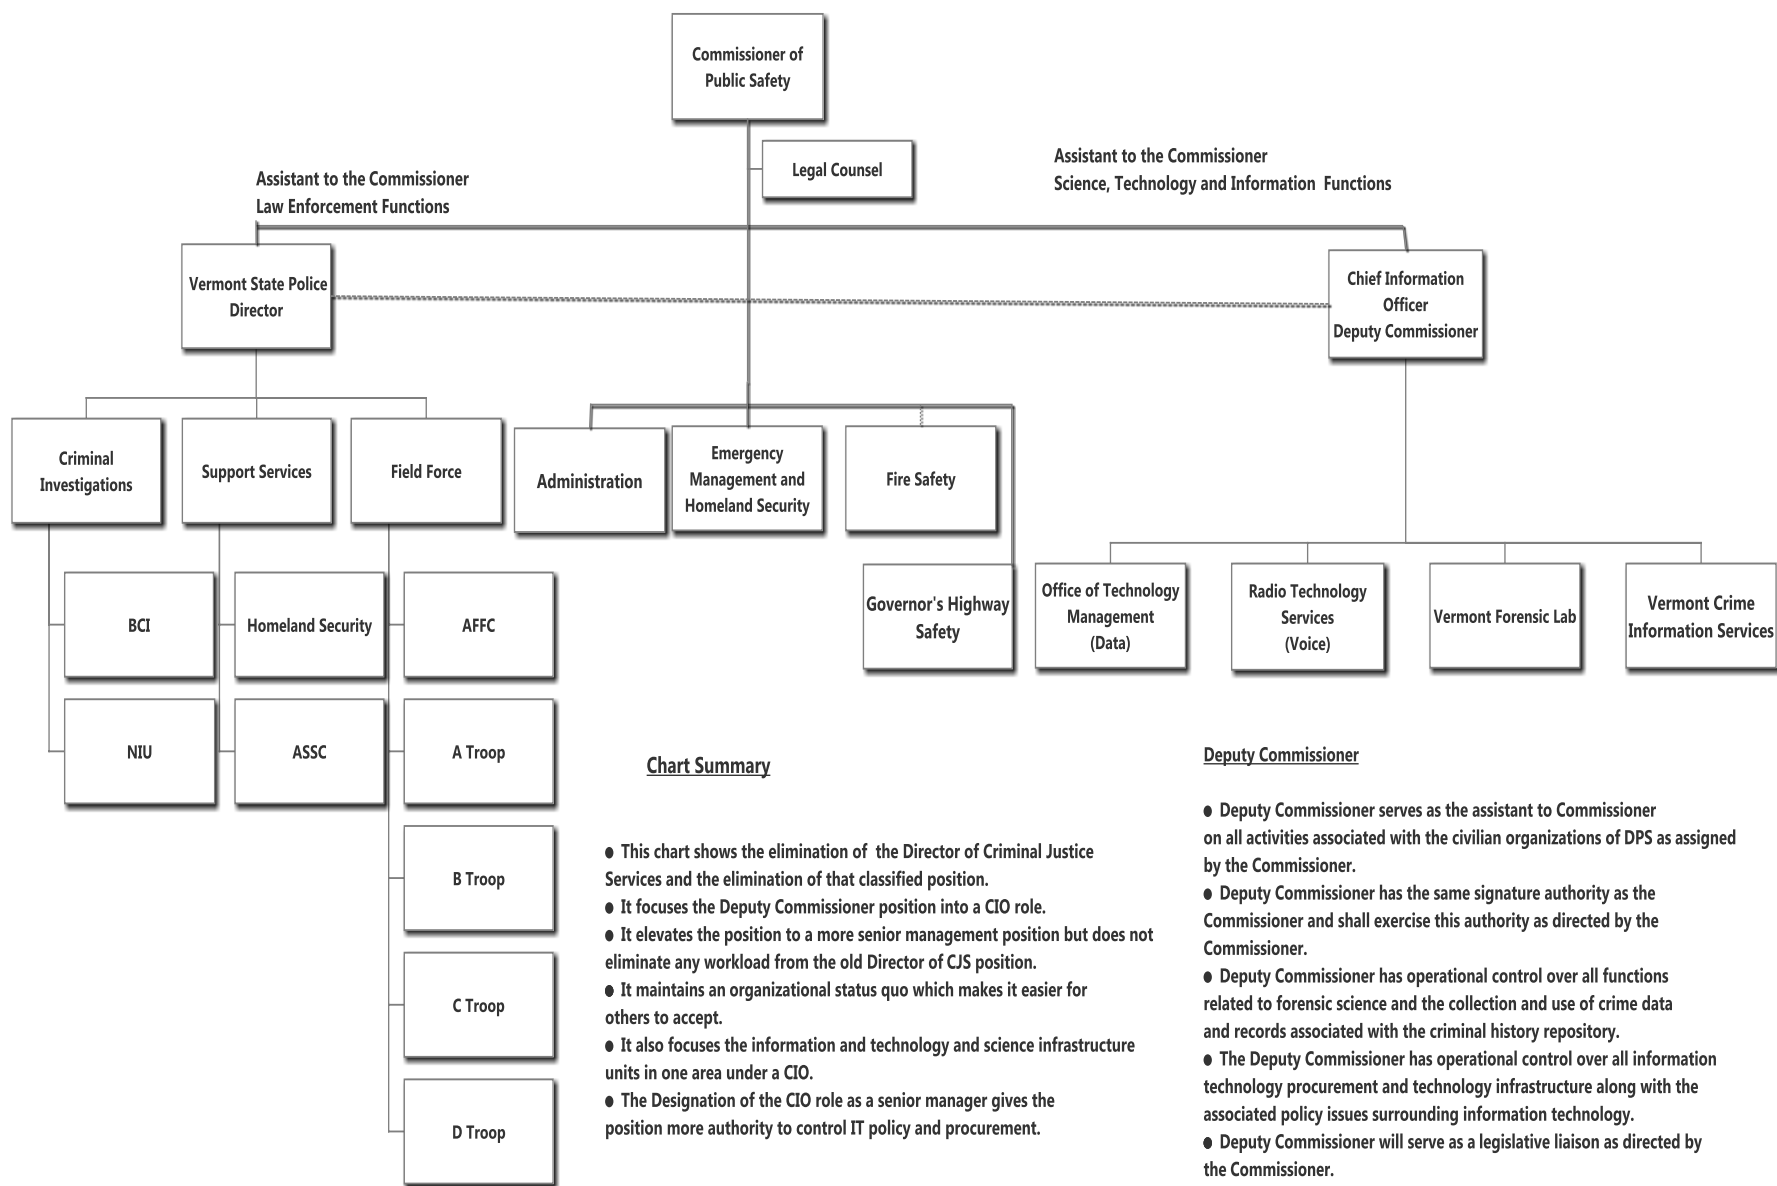 Commissioner of
Public Safety
Legal Counsel
Assistant to the Commissioner
Law Enforcement Functions
Assistant to the Commissioner
Science, Technology and Information  Functions
Vermont State Police
Director
Chief Information
Officer
Deputy Commissioner
Criminal
Investigations
Support Services
Field Force
Administration
Emergency
Management and
Homeland Security
Fire Safety
Governor's Highway
Safety
Office of Technology
Management
(Data)
Radio Technology
Services
(Voice)
Vermont Forensic Lab
Vermont Crime
Information Services
BCI
Homeland Security
AFFC
NIU
ASSC
A Troop
B Troop
C Troop
D Troop
Chart Summary
● This chart shows the elimination of  the Director of Criminal Justice
Services and the elimination of that classified position.
● It focuses the Deputy Commissioner position into a CIO role.
● It elevates the position to a more senior management position but does not
eliminate any workload from the old Director of CJS position.
● It maintains an organizational status quo which makes it easier for
others to accept.
● It also focuses the information and technology and science infrastructure
units in one area under a CIO.
● The Designation of the CIO role as a senior manager gives the
position more authority to control IT policy and procurement.
Deputy Commissioner
● Deputy Commissioner serves as the assistant to Commissioner
on all activities associated with the civilian organizations of DPS as assigned
by the Commissioner.
● Deputy Commissioner has the same signature authority as the
Commissioner and shall exercise this authority as directed by the
Commissioner.
● Deputy Commissioner has operational control over all functions
related to forensic science and the collection and use of crime data
and records associated with the criminal history repository.
● The Deputy Commissioner has operational control over all information
technology procurement and technology infrastructure along with the
associated policy issues surrounding information technology.
● Deputy Commissioner will serve as a legislative liaison as directed by
the Commissioner.